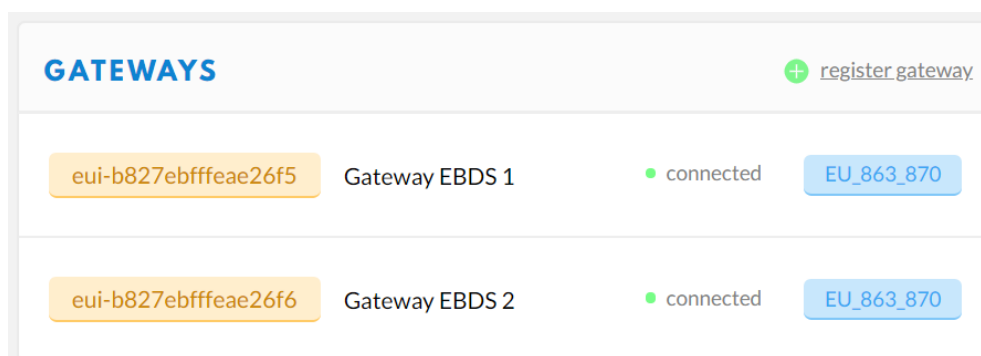 GATEWAYS register gateway
eui-b827ebfffeae26f5 Gateway EBDS 1 connected EU_863_870
eui-b827ebfffeae26f6 Gateway EBDS 2 connected EU_863_870